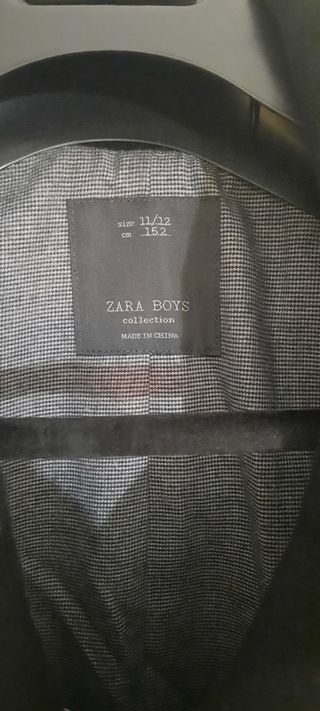 size 11/12
cm 152
ZARA BOYS
collection
MADE IN CHINA